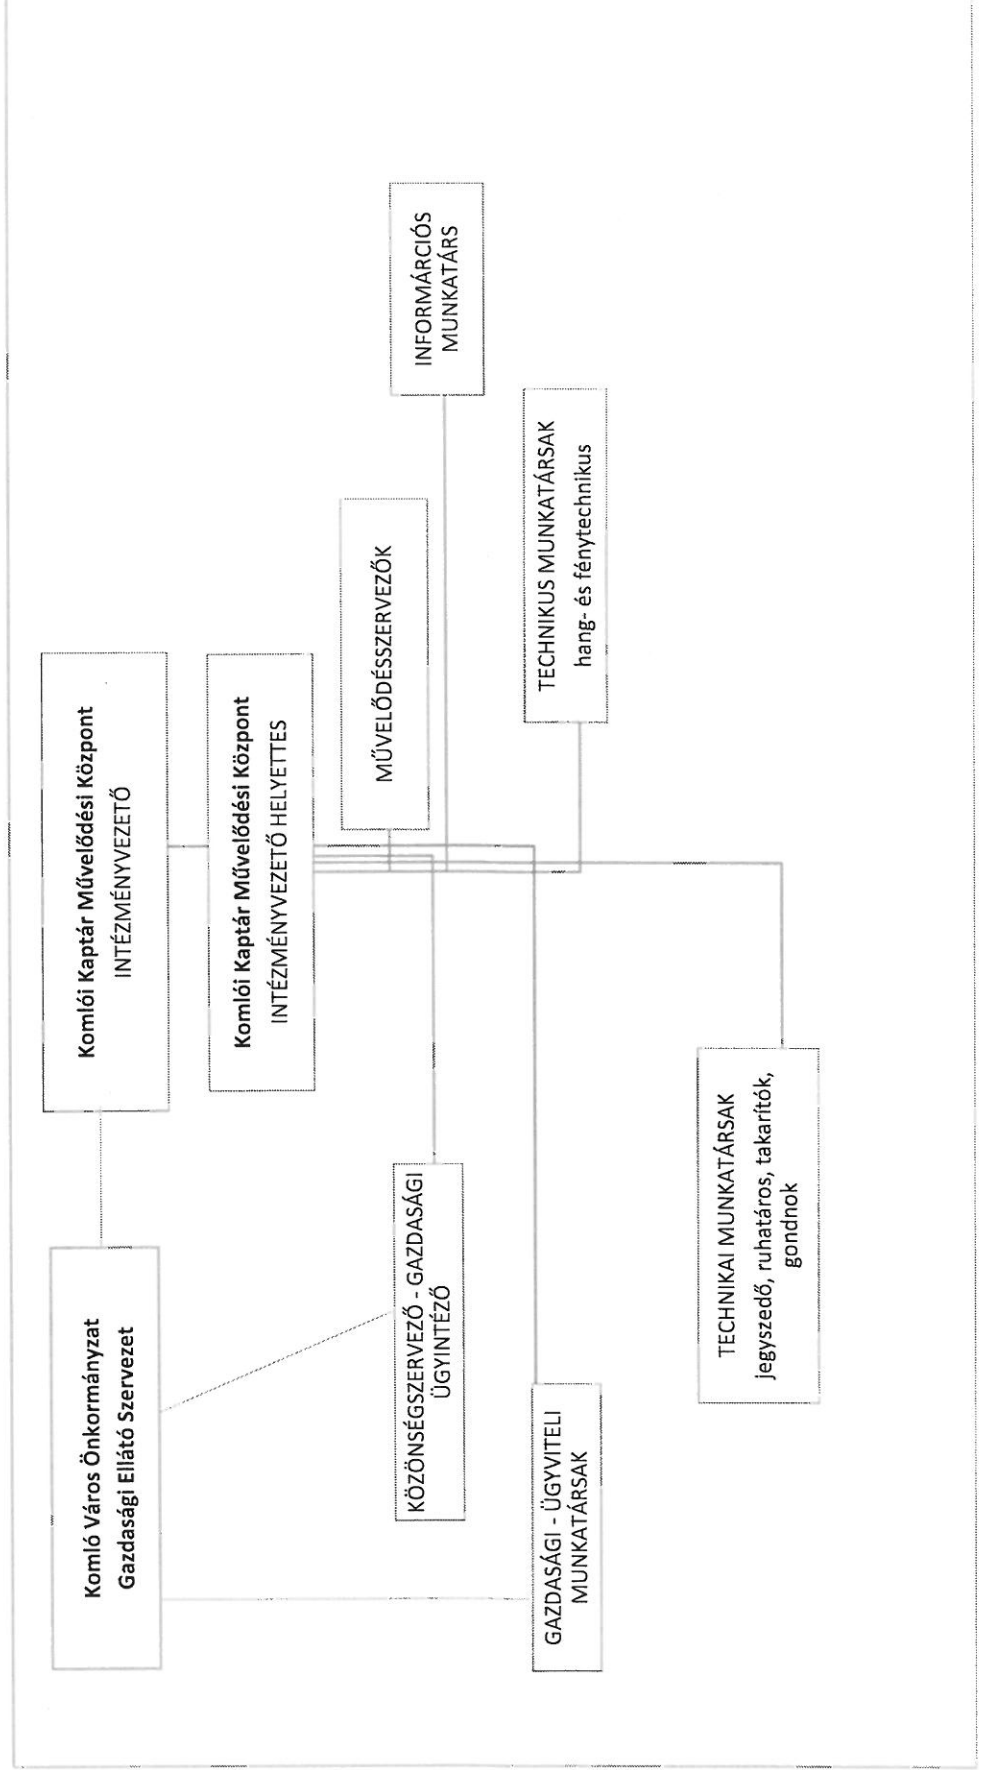 Komlói Kaptár Művelődési Központ
INTÉZMÉNYVEZETŐ
Komló Város Önkormányzat
Gazdasági Ellátó Szervezet
Komlói Kaptár Művelődési Központ
INTÉZMÉNYVEZETŐ HELYETTES
MŰVELŐDÉSSZERVEZŐK
KÖZÖNSÉGSZERVEZŐ - GAZDASÁGI
ÜGYINTÉZŐ
INFORMÁRCIÓS
MUNKATÁRS
GAZDASÁGI - ÜGYVITELI
MUNKATÁRSAK
TECHNIKUS MUNKATÁRSAK
hang- és fénytechnikus
TECHNIKAI MUNKATÁRSAK
jegyszedő, ruhatáros, takarítók,
gondnok